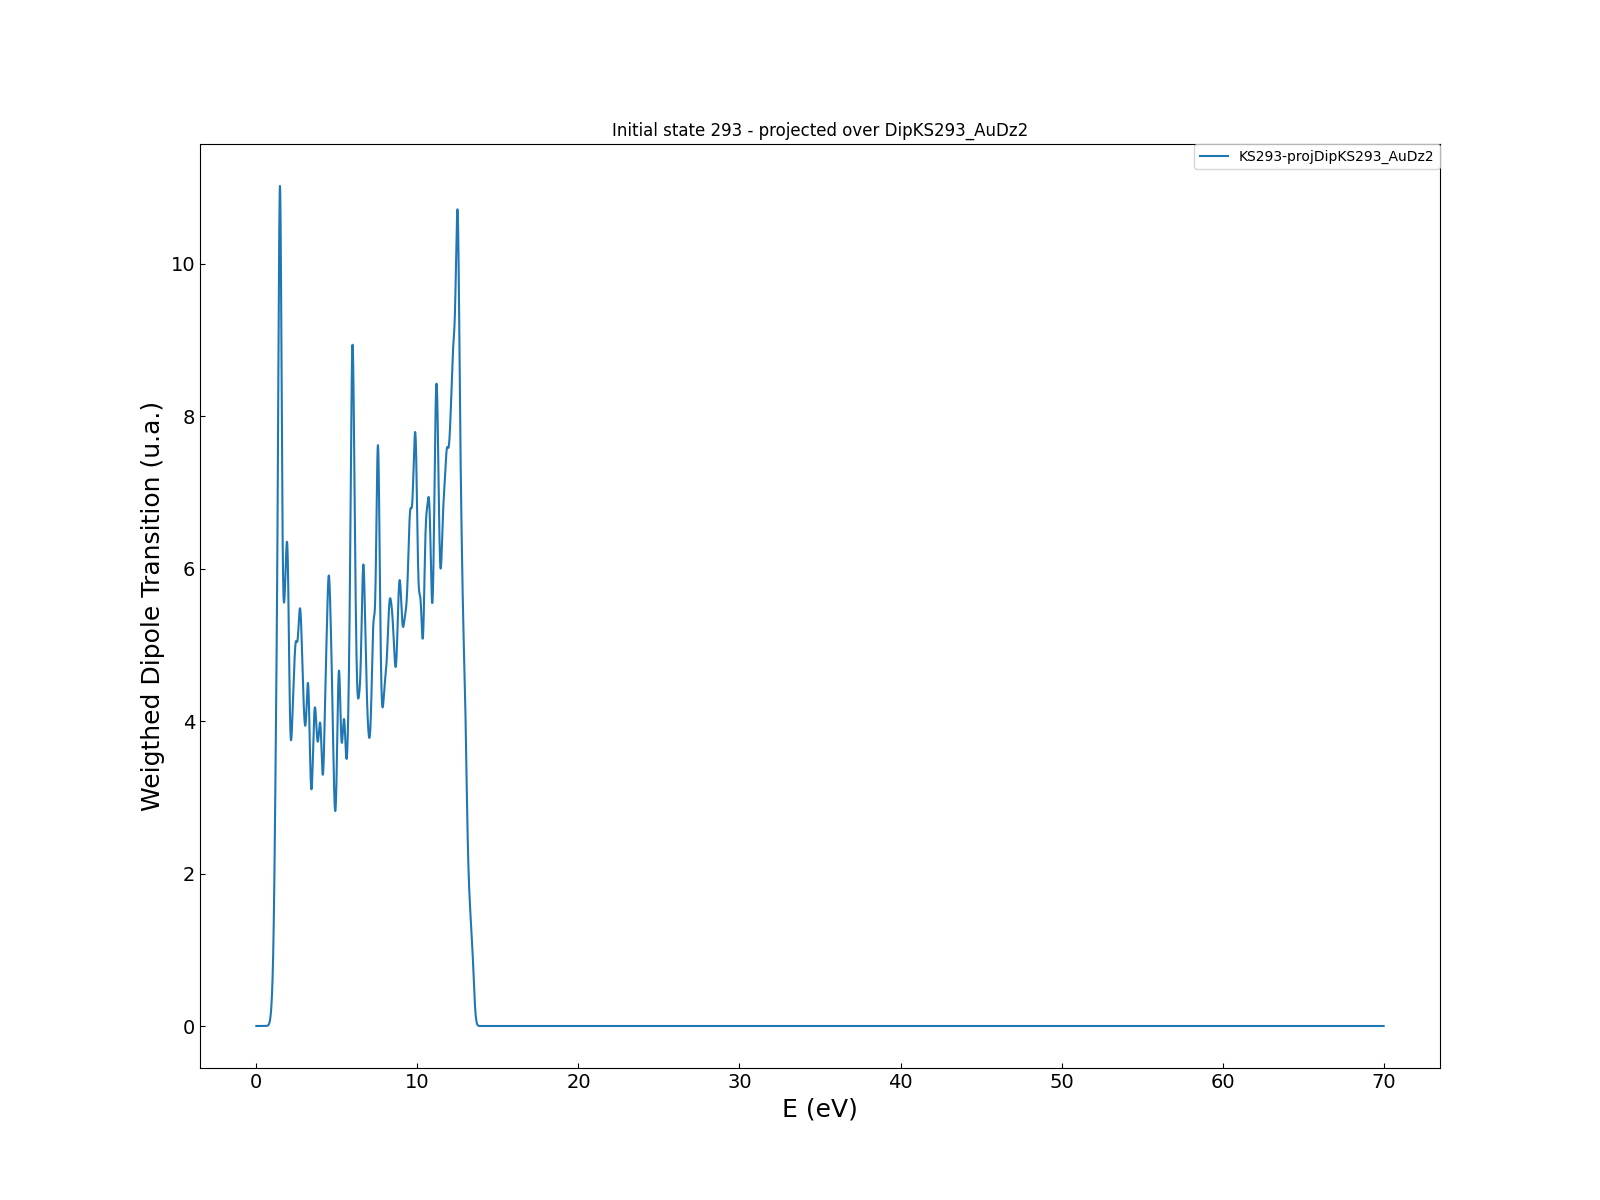 Initial state 293 - projected over DipKS293_AuDz2
KS293-projDipKS293_AuDz2
10
8
6
4
2
0
Weigthed Dipole Transition (u.a.)
0 10 20 30 40 50 60 70
E (eV)